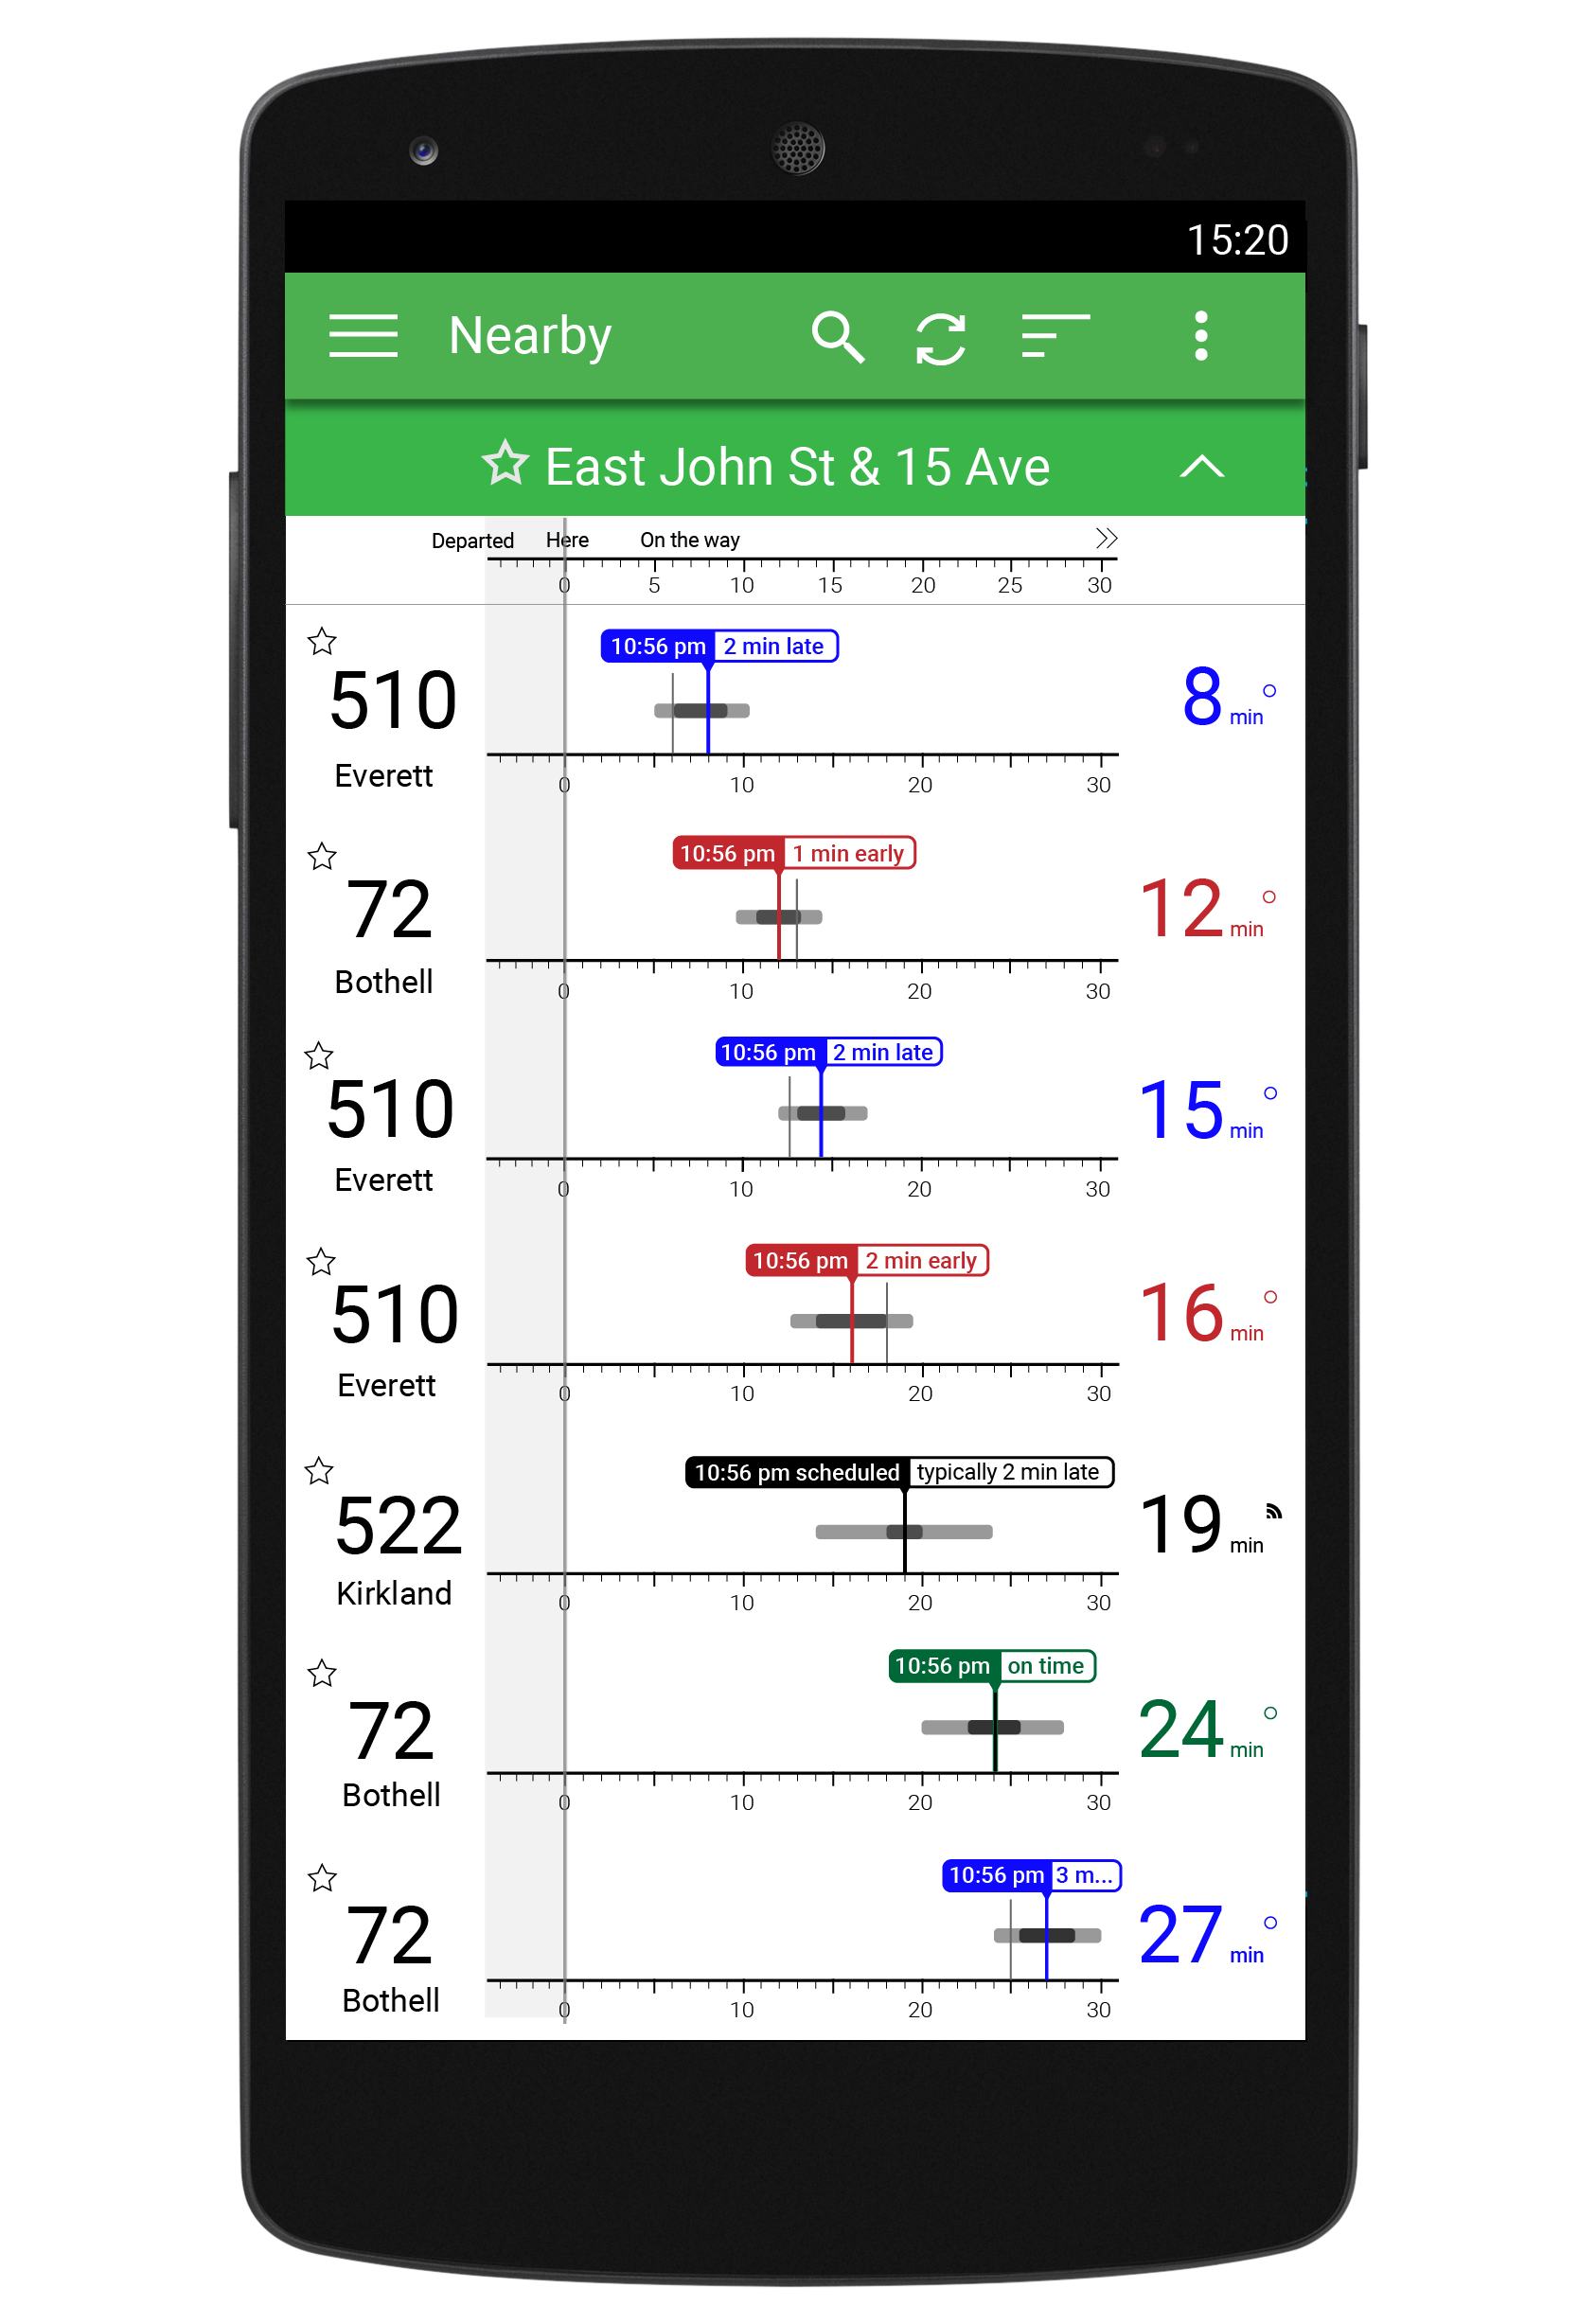 15:20
Nearby
East John St & 15 Ave
Departed Here On the way
0 5 10 15 20 25 30
10:56 pm 2 min late
510 8 min
Everett
0 10 20 30
10:56 pm 1 min early
72 12 min
Bothell
0 10 20 30
10:56 pm 2 min late
510 15 min
Everett
0 10 20 30
10:56 pm 2 min early
510 16 min
Everett
0 10 20 30
10:56 pm scheduled typically 2 min late
522 19 min
Kirkland
0 10 20 30
10:56 pm on time
72 24 min
Bothell
0 10 20 30
10:56 pm 3 m...
72 27 min
Bothell
0 10 20 30